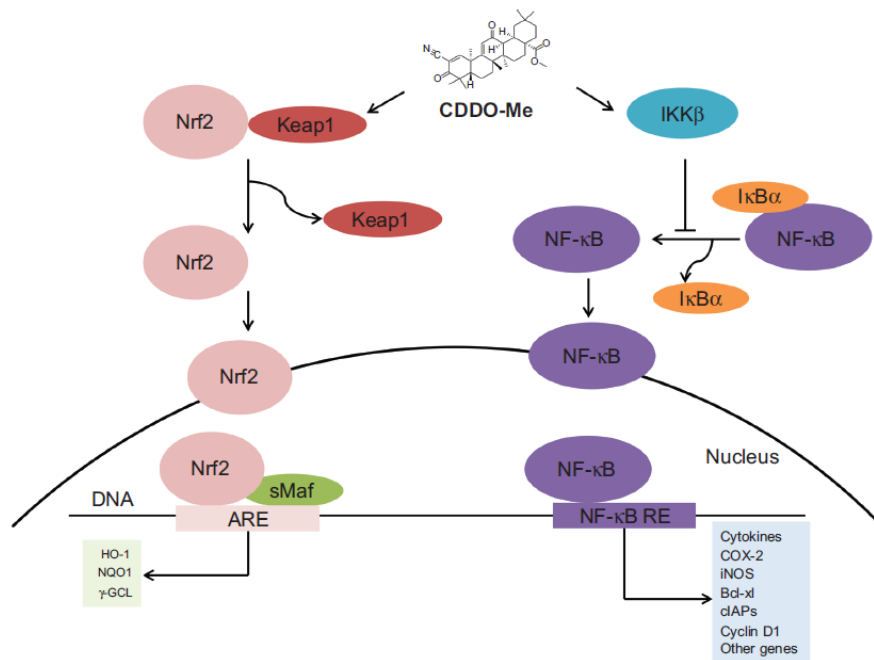 N
C
O
O
H
H
H
O
O
CDDO-Me
Nrf2
Keap1
IKKβ
Keap1
IκBα
NF-κB
NF-κB
Nrf2
IκBα
Nrf2
NF-κB
Nrf2
sMaf
NF-κB
Nucleus
DNA
ARE
NF-κB RE
HO-1
NQO1
γ-GCL
Cytokines
COX-2
iNOS
Bcl-xl
cIAPs
Cyclin D1
Other genes